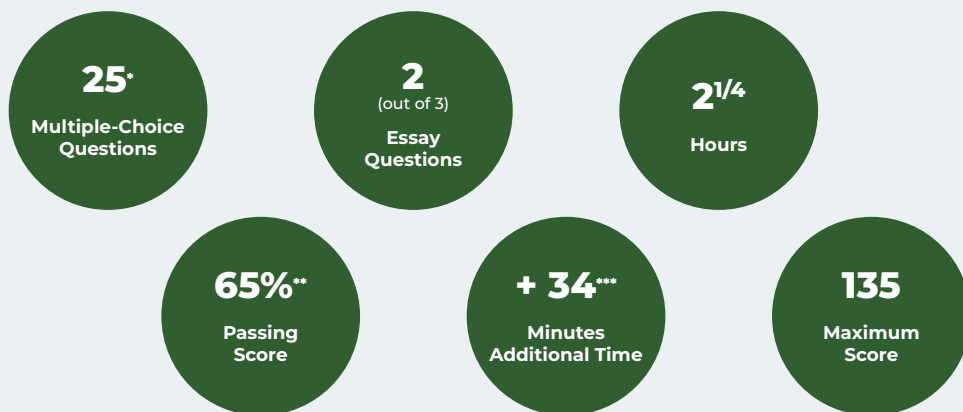 25*
Multiple-Choice
Questions
2
(out of 3)
Essay
Questions
21/4
Hours
65%**
Passing
Score
+ 34***
Minutes
Additional Time
135
Maximum
Score